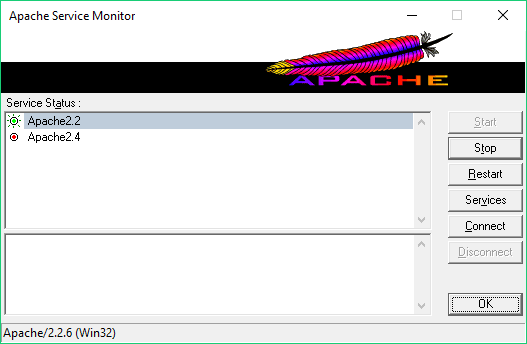 Apache Service Monitor
APACHE
Service Status :
Apache2.2
Apache2.4
Start
Stop
Restart
Services
Connect
Disconnect
OK
Apache/2.2.6 (Win32)